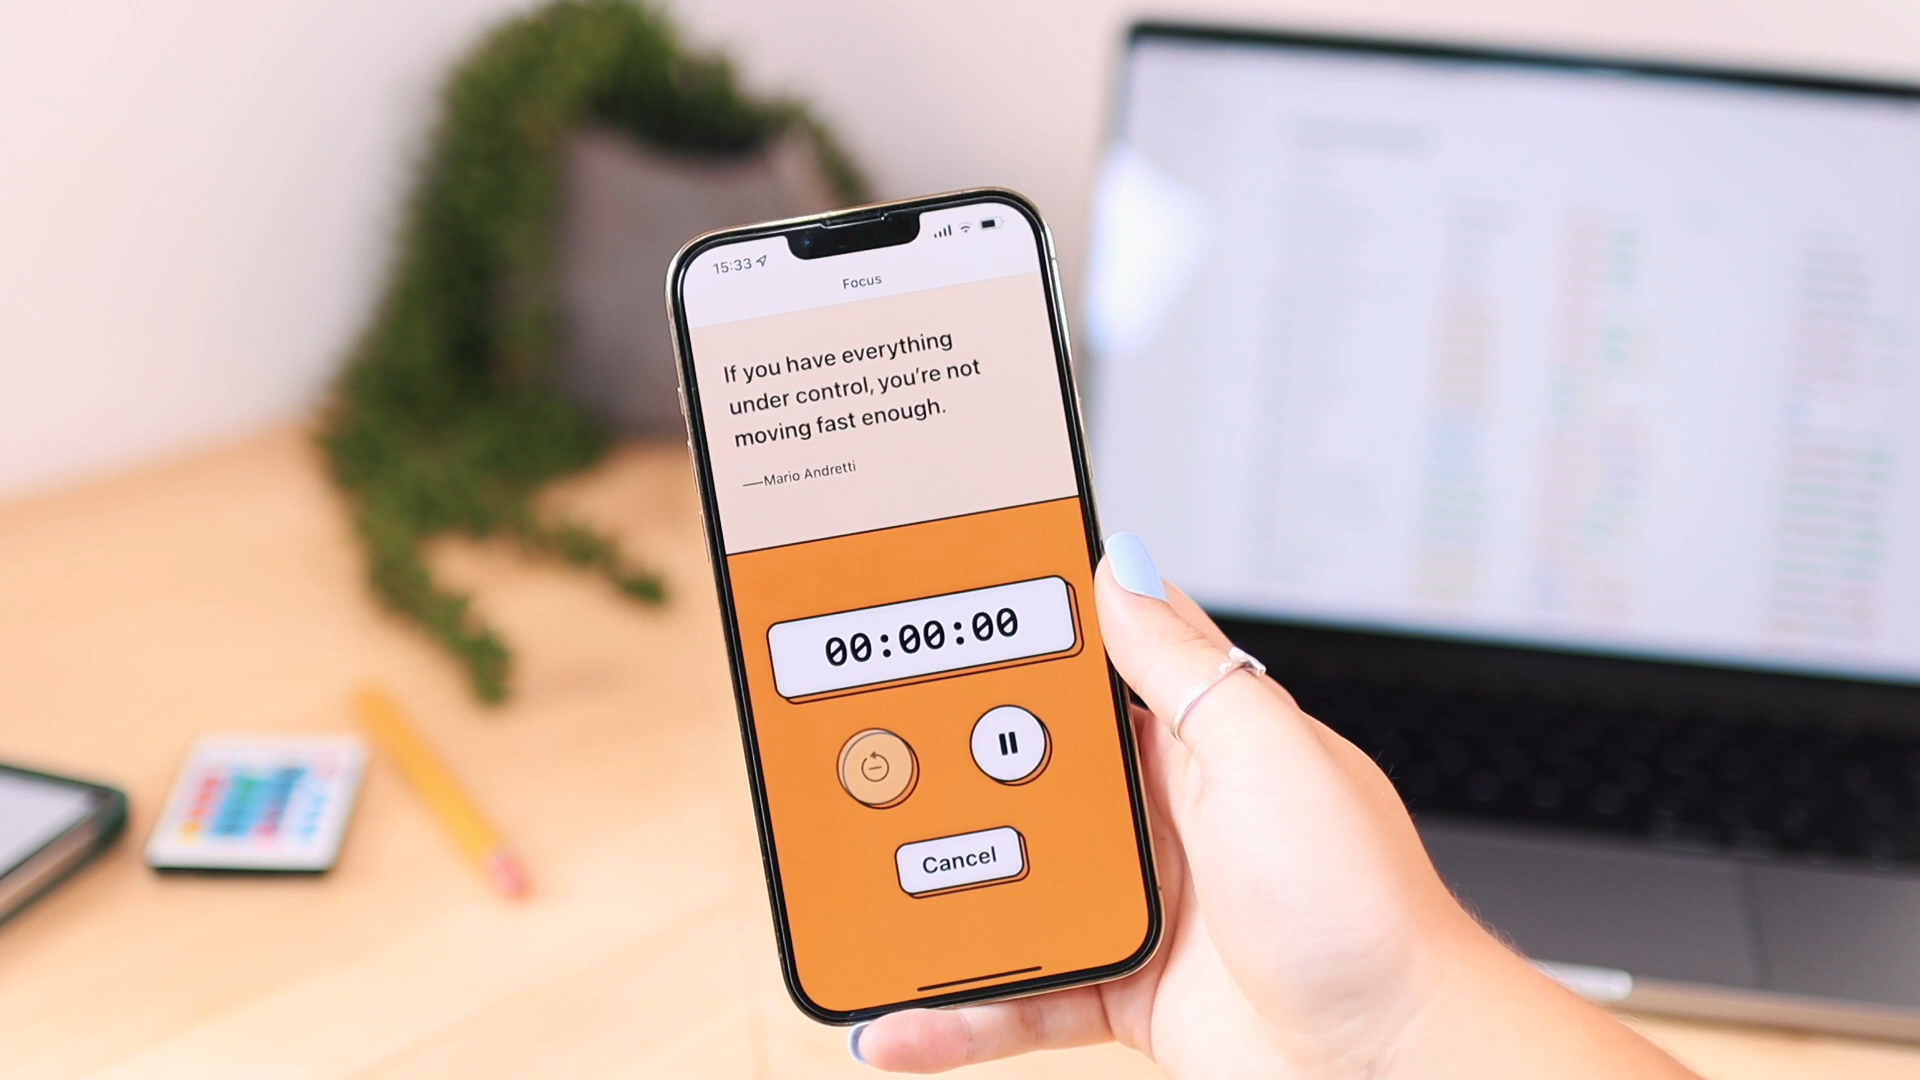 15:33
Focus
If you have everything
under control, you’re not
moving fast enough.
—Mario Andretti
00:00:00
Cancel